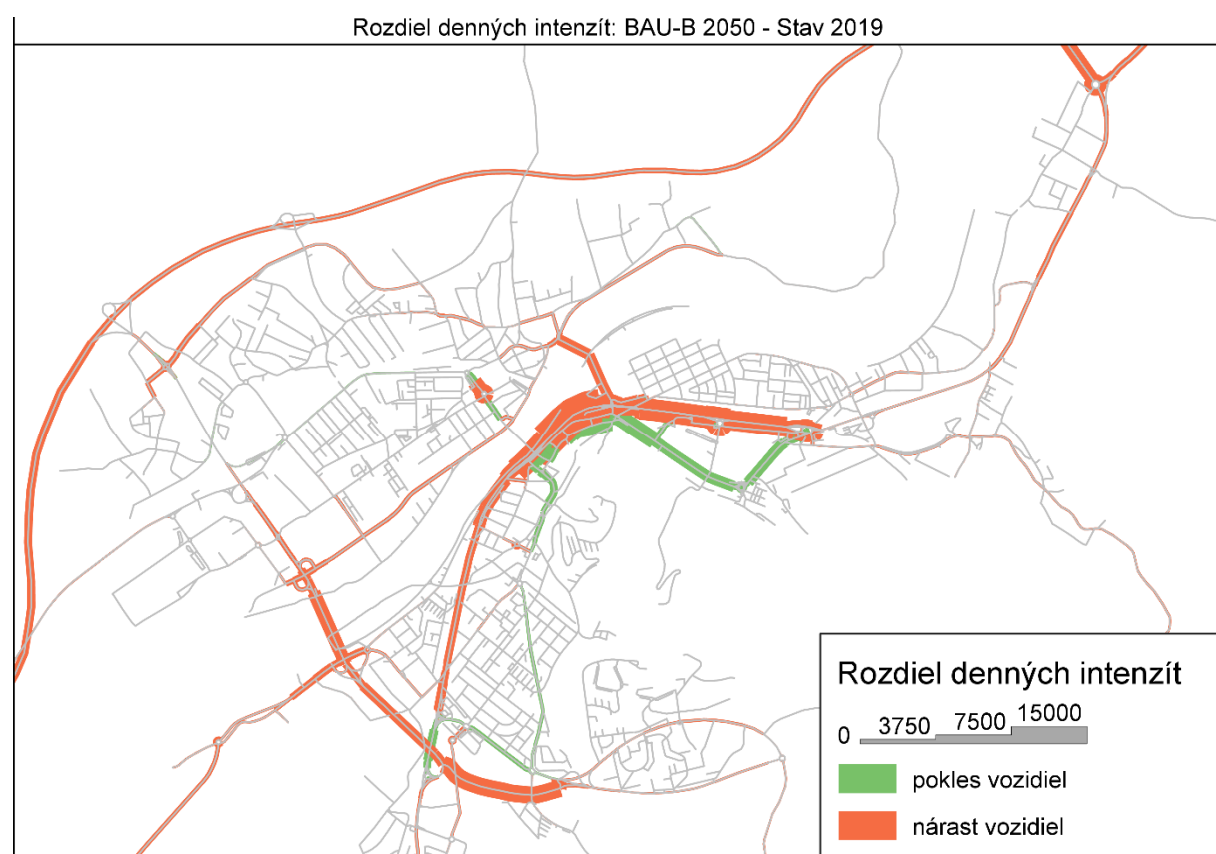 Rozdiel denných intenzít: BAU-B 2050 - Stav 2019
Rozdiel denných intenzít
0 3750 7500 15000
pokles vozidiel
nárast vozidiel